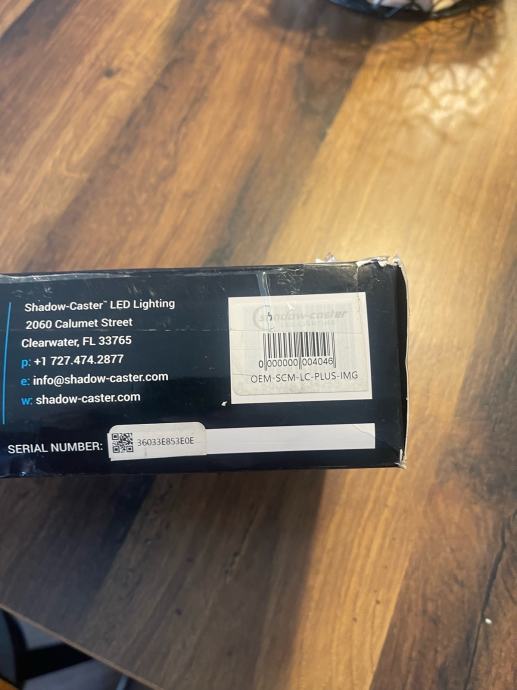 Shadow-Caster™ LED Lighting
2060 Calumet Street
Clearwater, FL 33765
p: +1 727.474.2877
e: info@shadow-caster.com
w: shadow-caster.com
shadow-caster
0 000000 004046
OEM-SCM-LC-PLUS-IMG
SERIAL NUMBER: 36033E853E0E